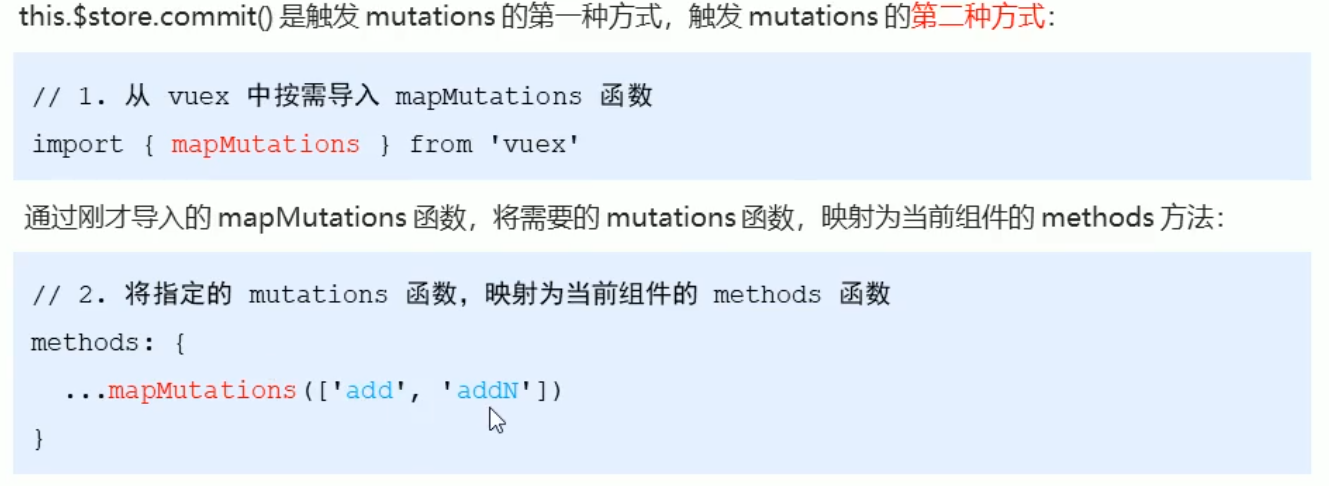 this.$store.commit() 是触发 mutations 的第一种方式，触发 mutations 的第二种方式：
// 1. 从 vuex 中按需导入 mapMutations 函数
import { mapMutations } from 'vuex'
通过刚才导入的 mapMutations 函数，将需要的 mutations 函数，映射为当前组件的 methods 方法：
// 2. 将指定的 mutations 函数，映射为当前组件的 methods 函数
methods: {
  ...mapMutations(['add', 'addN'])
}